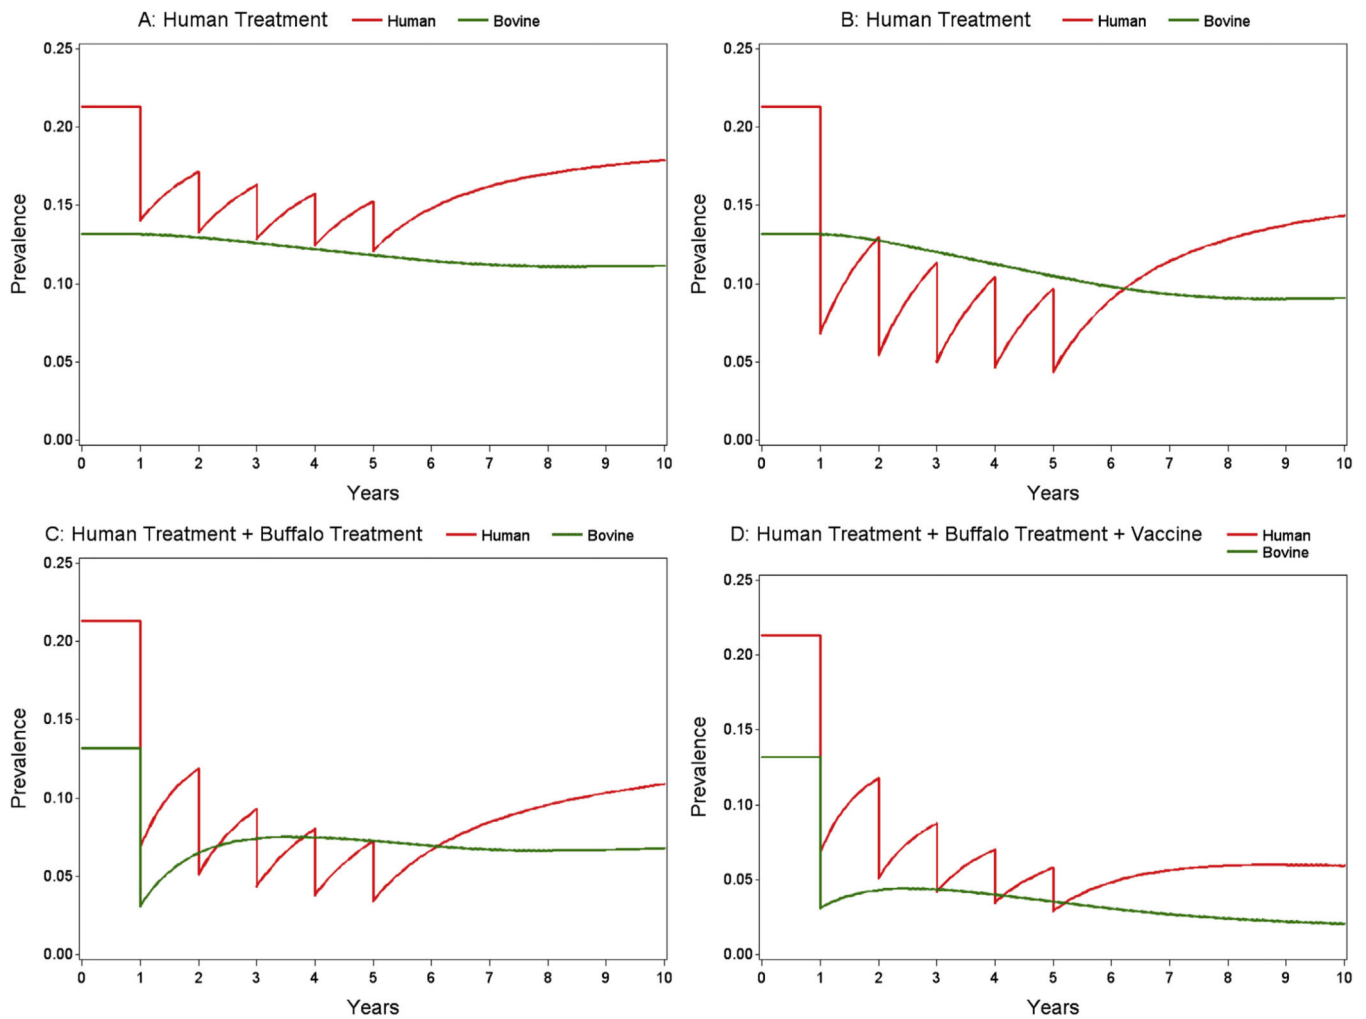 A: Human Treatment Human Bovine
0.25
0.20
0.15
0.10
0.05
0.00
Prevalence
0 1 2 3 4 5 6 7 8 9 10
Years
B: Human Treatment Human Bovine
0.25
0.20
0.15
0.10
0.05
0.00
Prevalence
0 1 2 3 4 5 6 7 8 9 10
Years
C: Human Treatment + Buffalo Treatment Human Bovine
0.25
0.20
0.15
0.10
0.05
0.00
Prevalence
0 1 2 3 4 5 6 7 8 9 10
Years
D: Human Treatment + Buffalo Treatment + Vaccine Human
Bovine
0.25
0.20
0.15
0.10
0.05
0.00
Prevalence
0 1 2 3 4 5 6 7 8 9 10
Years